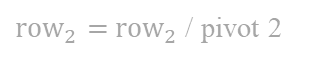 row₂ = row₂ / pivot 2